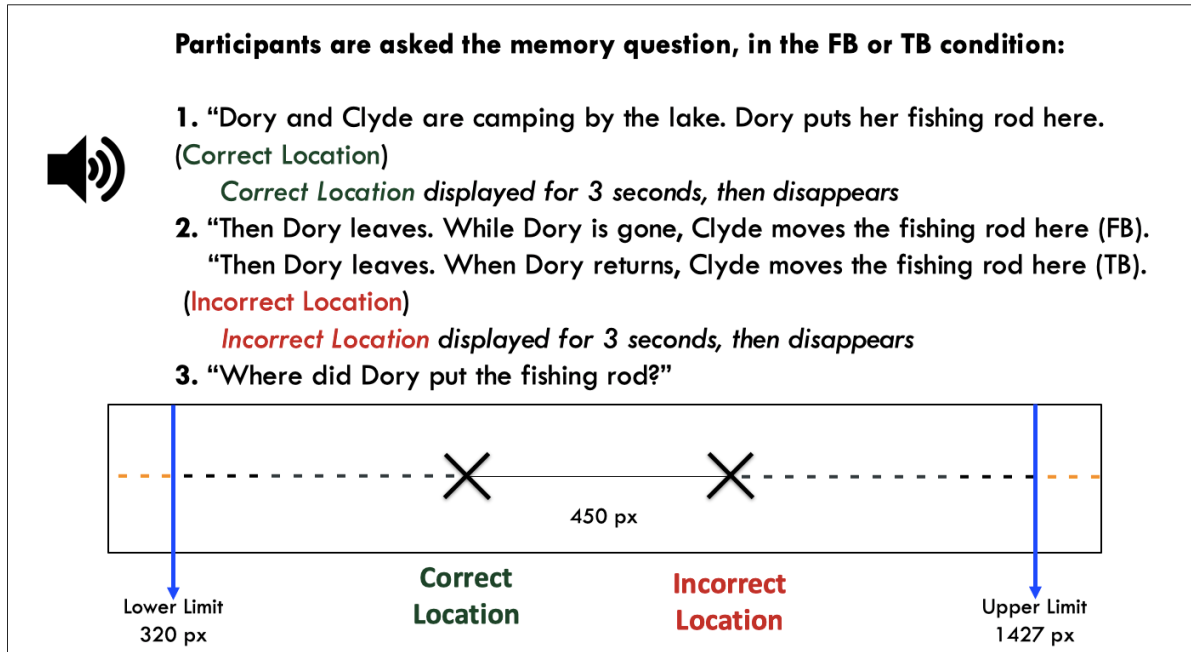 Participants are asked the memory question, in the FB or TB condition:
1. “Dory and Clyde are camping by the lake. Dory puts her fishing rod here.
(Correct Location)
Correct Location displayed for 3 seconds, then disappears
2. “Then Dory leaves. While Dory is gone, Clyde moves the fishing rod here (FB).
“Then Dory leaves. When Dory returns, Clyde moves the fishing rod here (TB).
(Incorrect Location)
Incorrect Location displayed for 3 seconds, then disappears
3. “Where did Dory put the fishing rod?”
450 px
Correct
Location
Incorrect
Location
Lower Limit
320 px
Upper Limit
1427 px